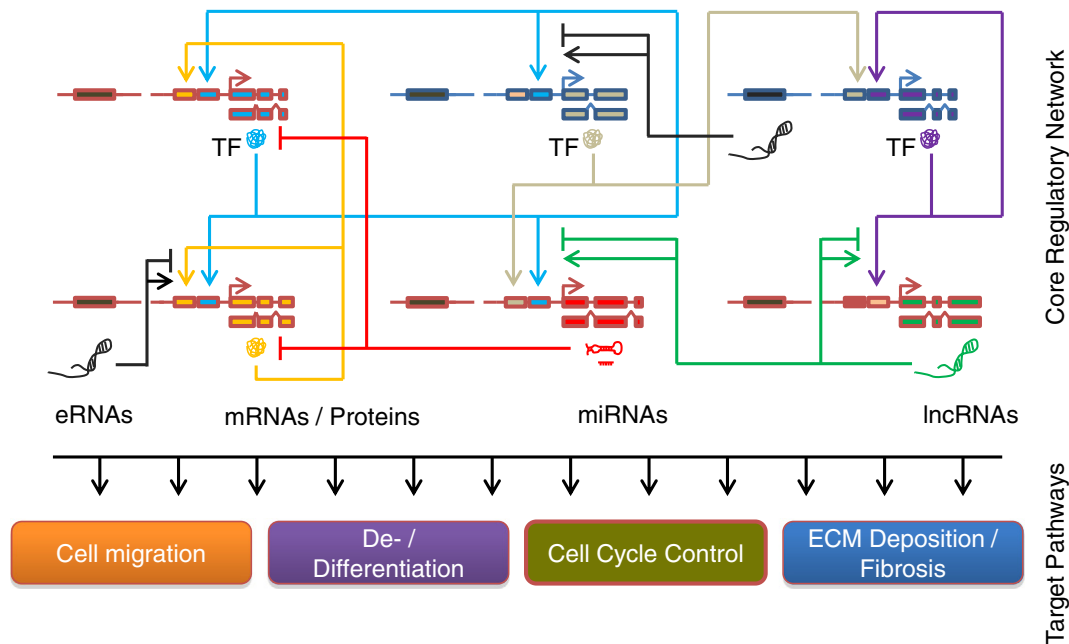 TF
TF
TF
Core Regulatory Network
eRNAs
mRNAs / Proteins
miRNAs
lncRNAs
Cell migration
De- /
Differentiation
Cell Cycle Control
ECM Deposition /
Fibrosis
Target Pathways